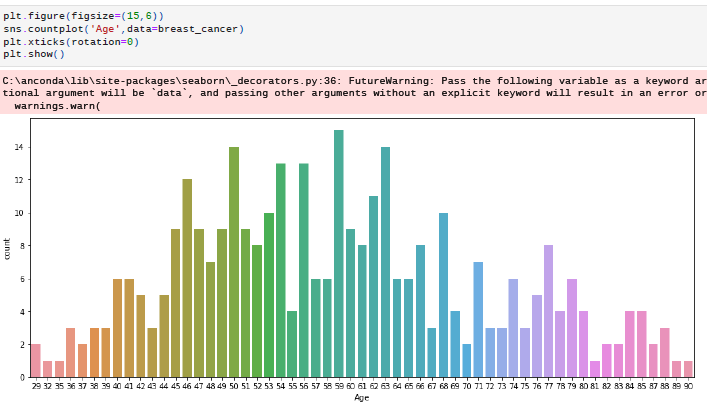 plt.figure(figsize=(15,6))
sns.countplot('Age',data=breast_cancer)
plt.xticks(rotation=0)
plt.show()
C:\anconda\lib\site-packages\seaborn\_decorators.py:36: FutureWarning: Pass the following variable as a keyword ar
tional argument will be `data`, and passing other arguments without an explicit keyword will result in an error or
warnings.warn(
14
12
10
8
6
4
2
0
count
29 32 35 36 37 38 39 40 41 42 43 44 45 46 47 48 49 50 51 52 53 54 55 56 57 58 59 60 61 62 63 64 65 66 67 68 69 70 71 72 73 74 75 76 77 78 79 80 81 82 83 84 85 87 88 89 90
Age